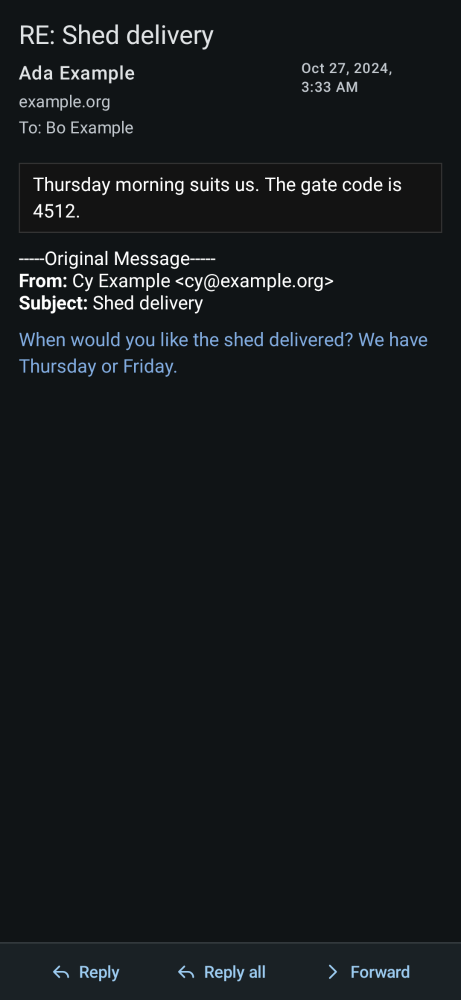 RE: Shed delivery
Ada Example
Oct 27, 2024,
3:33 AM
example.org
To: Bo Example
Thursday morning suits us. The gate code is
4512.
-----Original Message-----
From: Cy Example <cy@example.org>
Subject: Shed delivery
When would you like the shed delivered? We have
Thursday or Friday.
Reply
Reply all
Forward